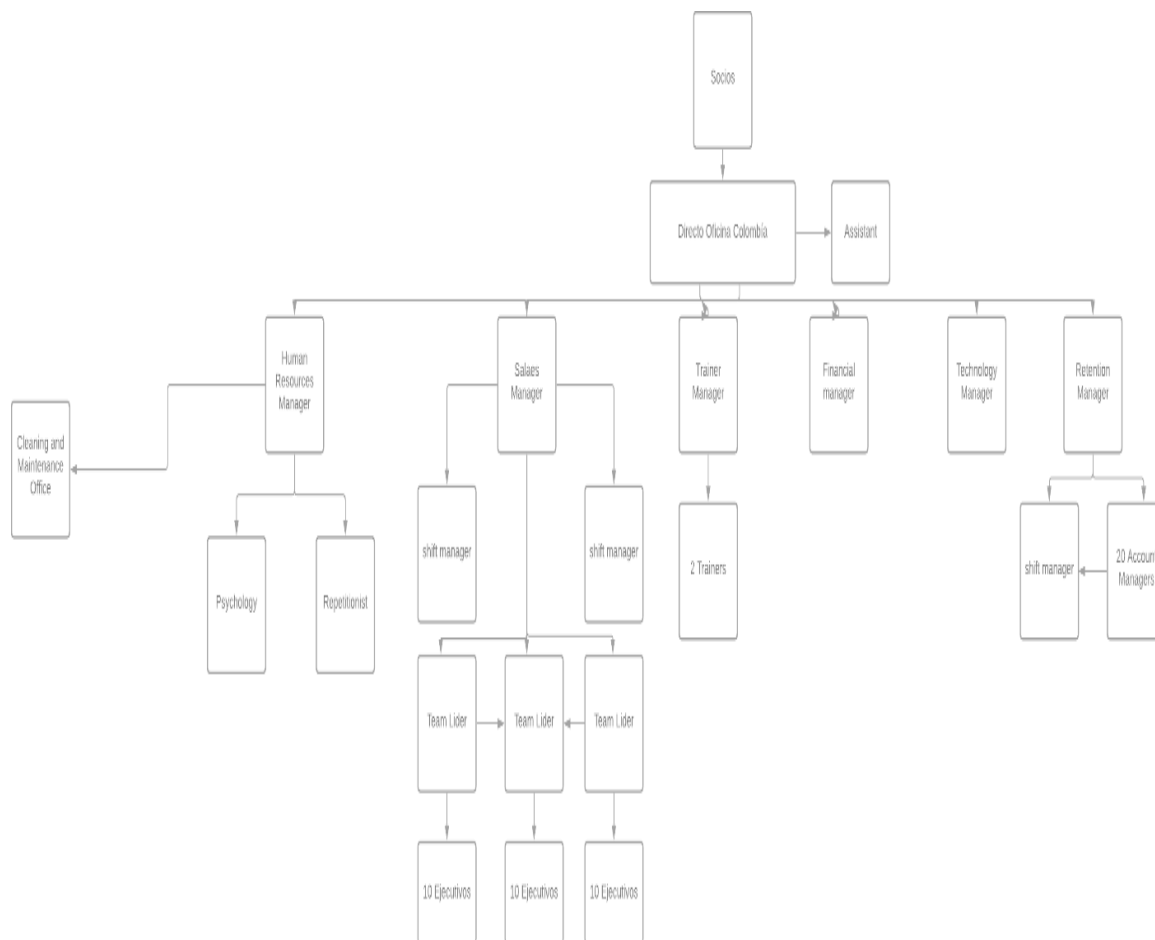 Socios
Directo Oficina Colombia
Assistant
Human
Resources
Manager
Salaes
Manager
Trainer
Manager
Financial
manager
Technology
Manager
Retention
Manager
Cleaning and
Maintenance
Office
shift manager
shift manager
2 Trainers
shift manager
20 Account
Managers
Psychology
Repetitionist
Team Lider
Team Lider
Team Lider
10 Ejecutivos
10 Ejecutivos
10 Ejecutivos